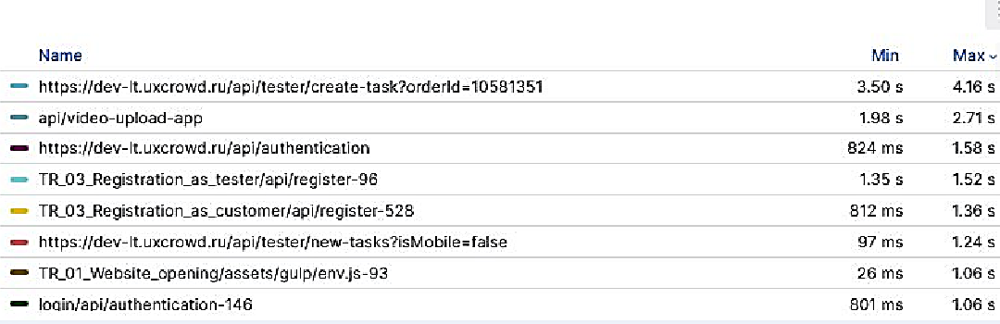 Name Min Max
https://dev-lt.uxcrowd.ru/api/tester/create-task?orderId=10581351 3.50 s 4.16 s
api/video-upload-app 1.98 s 2.71 s
https://dev-lt.uxcrowd.ru/api/authentication 824 ms 1.58 s
TR_03_Registration_as_tester/api/register-96 1.35 s 1.52 s
TR_03_Registration_as_customer/api/register-528 812 ms 1.36 s
https://dev-lt.uxcrowd.ru/api/tester/new-tasks?isMobile=false 97 ms 1.24 s
TR_01_Website_opening/assets/gulp/env.js-93 26 ms 1.06 s
login/api/authentication-146 801 ms 1.06 s